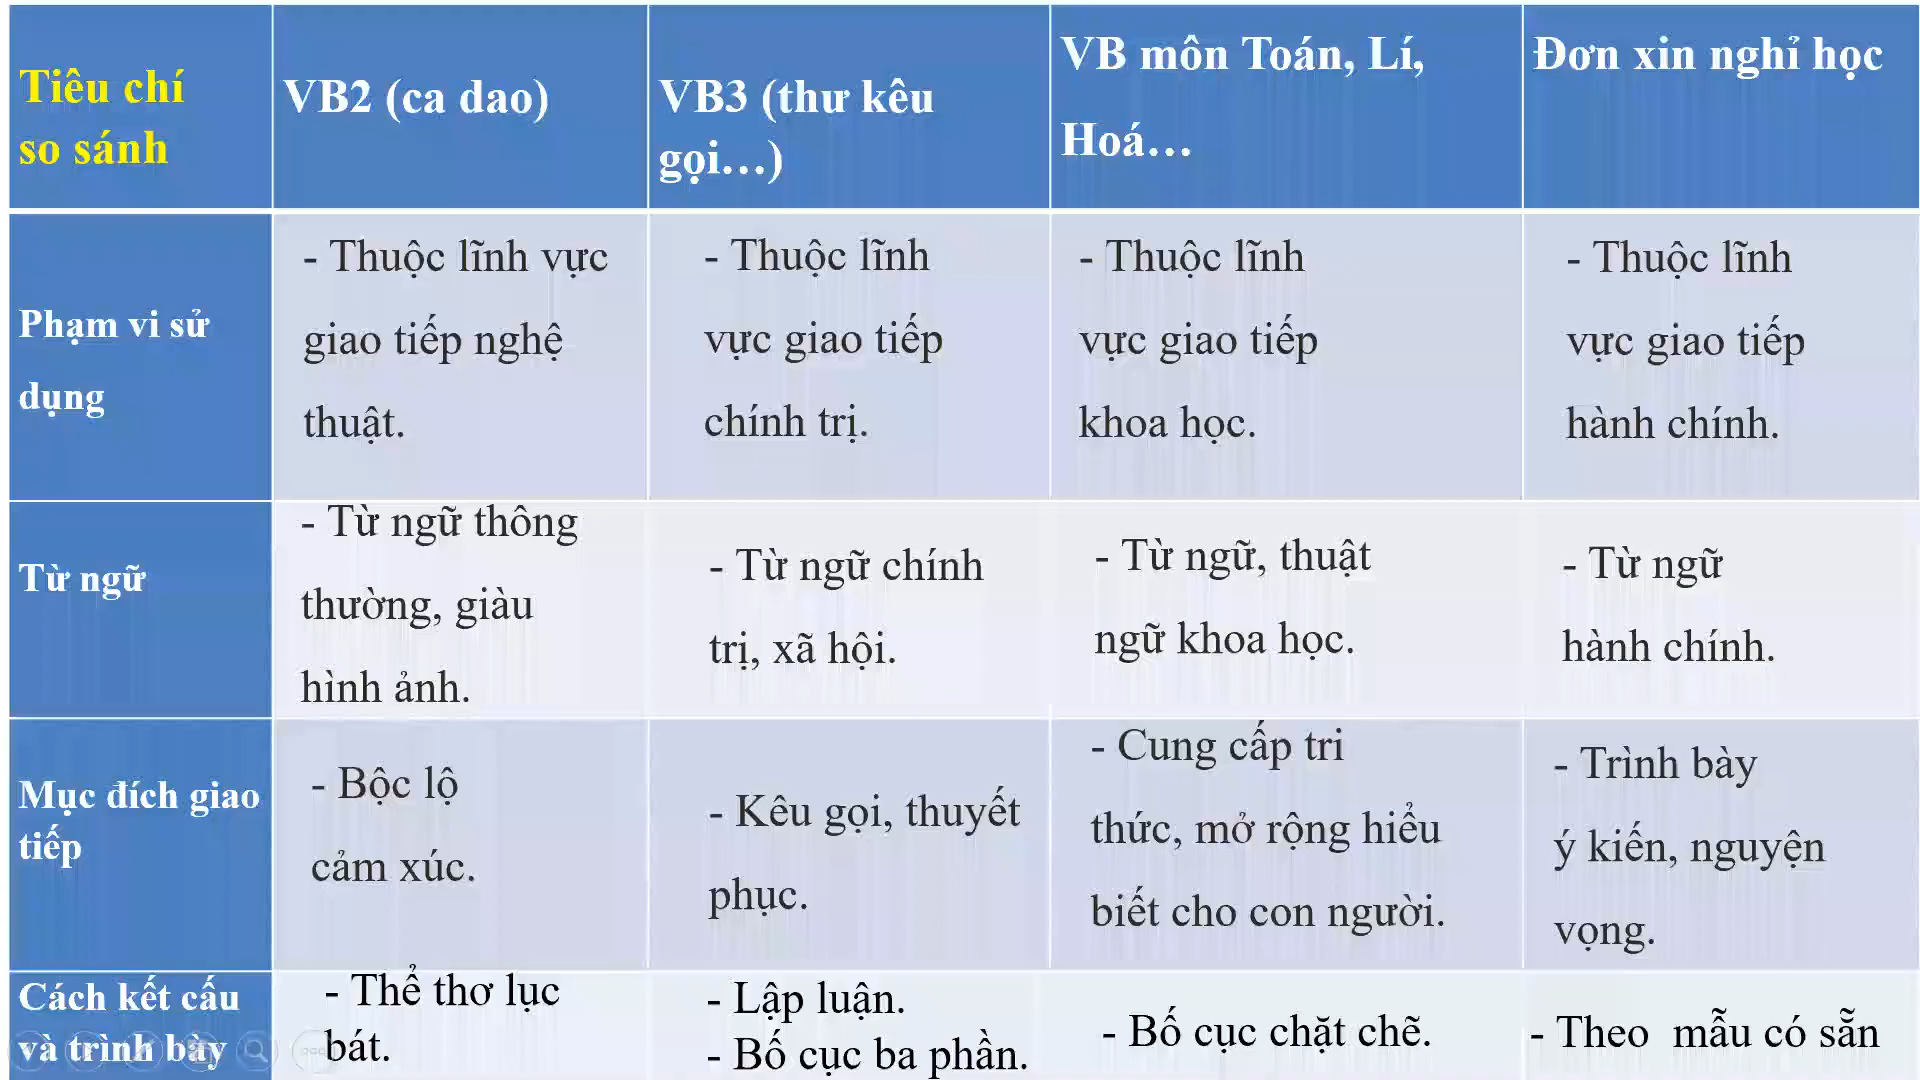 Tiêu chí
so sánh
VB2 (ca dao)
VB3 (thư kêu
gọi…)
VB môn Toán, Lí,
Hoá…
Đơn xin nghỉ học
Phạm vi sử
dụng
- Thuộc lĩnh vực
giao tiếp nghệ
thuật.
- Thuộc lĩnh
vực giao tiếp
chính trị.
- Thuộc lĩnh
vực giao tiếp
khoa học.
- Thuộc lĩnh
vực giao tiếp
hành chính.
Từ ngữ
- Từ ngữ thông
thường, giàu
hình ảnh.
- Từ ngữ chính
trị, xã hội.
- Từ ngữ, thuật
ngữ khoa học.
- Từ ngữ
hành chính.
Mục đích giao
tiếp
- Bộc lộ
cảm xúc.
- Kêu gọi, thuyết
phục.
- Cung cấp tri
thức, mở rộng hiểu
biết cho con người.
- Trình bày
ý kiến, nguyện
vọng.
Cách kết cấu
và trình bày
- Thể thơ lục
bát.
- Lập luận.
- Bố cục ba phần.
- Bố cục chặt chẽ.
- Theo  mẫu có sẵn